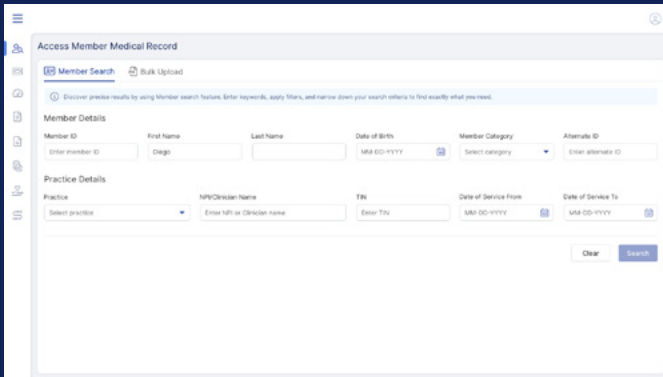 Access Member Medical Record
Member Search Bulk Upload
Discover precise results by using Member search feature. Enter keywords, apply filters, and narrow down your search criteria to find exactly what you need.
Member Details
Member ID First Name Last Name Date of Birth Member Category Alternate ID
Enter member ID Diego MM-DD-YYYY Select category Enter alternate ID
Practice Details
Practice NPI/Clinician Name TIN Date of Service From Date of Service To
Select practice Enter NPI or Clinician name Enter TIN MM-DD-YYYY MM-DD-YYYY
Clear Search